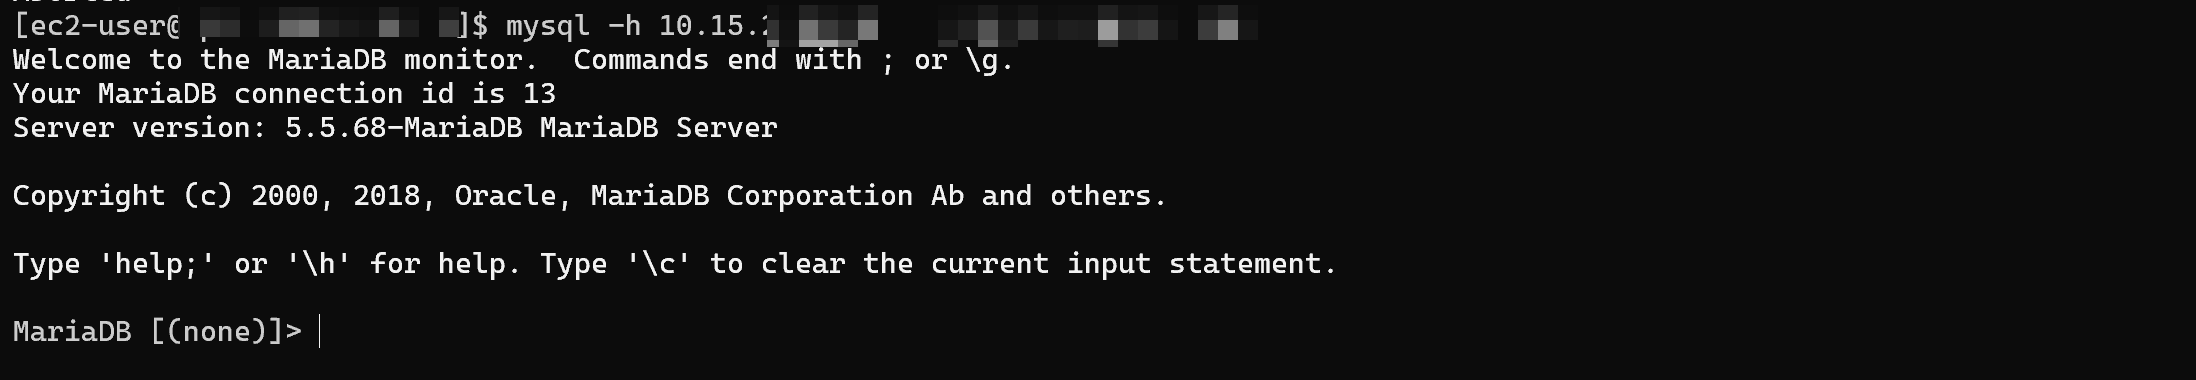 [ec2-user@ ]$ mysql -h 10.15.
Welcome to the MariaDB monitor.  Commands end with ; or \g.
Your MariaDB connection id is 13
Server version: 5.5.68-MariaDB MariaDB Server
Copyright (c) 2000, 2018, Oracle, MariaDB Corporation Ab and others.
Type 'help;' or '\h' for help. Type '\c' to clear the current input statement.
MariaDB [(none)]>